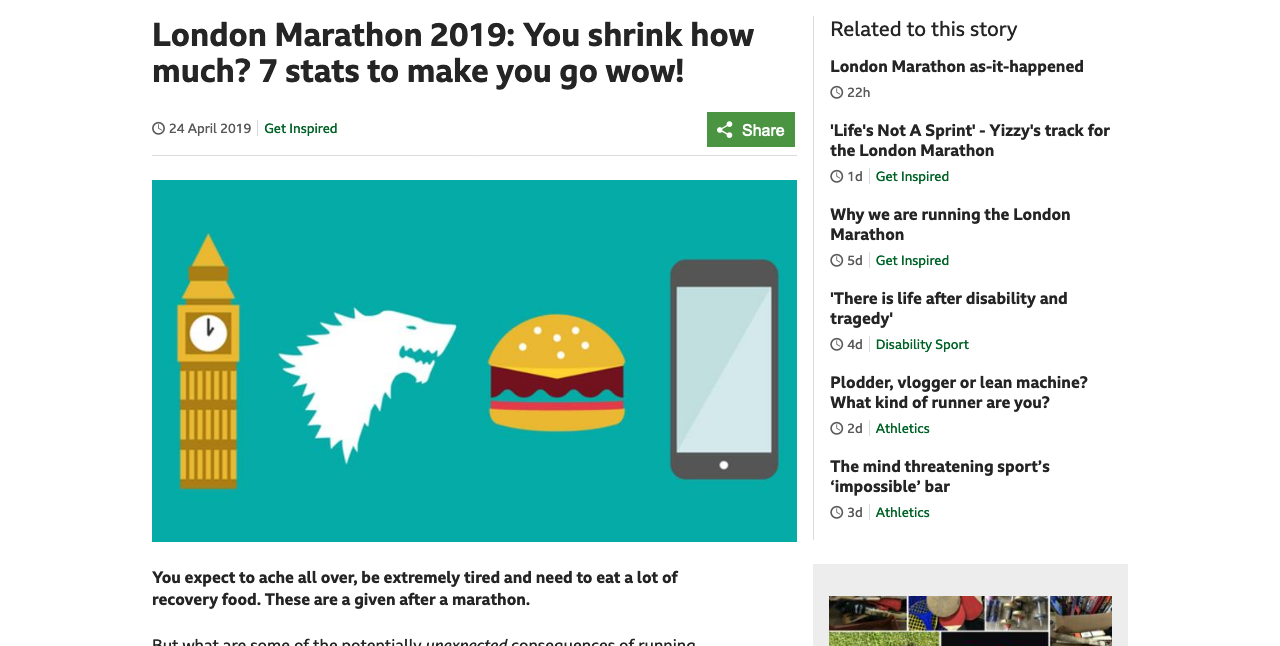 London Marathon 2019: You shrink how
much? 7 stats to make you go wow!
24 April 2019 Get Inspired
Share
You expect to ache all over, be extremely tired and need to eat a lot of
recovery food. These are a given after a marathon.
But what are some of the potentially unexpected consequences of running
Related to this story
London Marathon as-it-happened
22h
'Life's Not A Sprint' - Yizzy's track for
the London Marathon
1d Get Inspired
Why we are running the London
Marathon
5d Get Inspired
'There is life after disability and
tragedy'
4d Disability Sport
Plodder, vlogger or lean machine?
What kind of runner are you?
2d Athletics
The mind threatening sport’s
‘impossible’ bar
3d Athletics